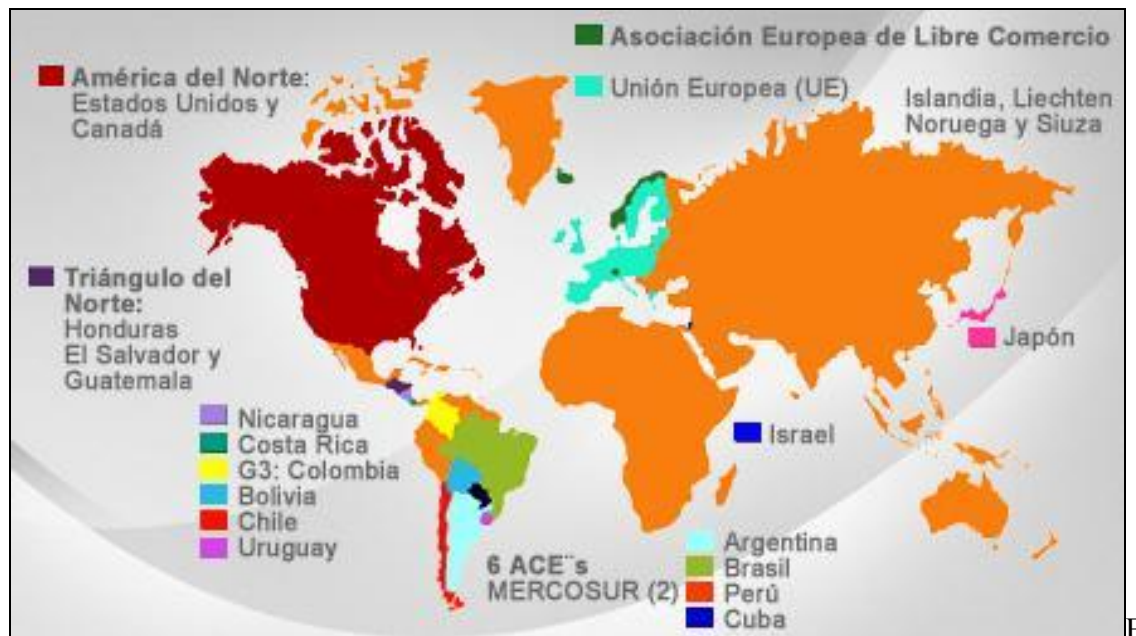 Asociación Europea de Libre Comercio
América del Norte:
Estados Unidos y
Canadá
Unión Europea (UE)
Islandia, Liechten
Noruega y Siuza
Triángulo del
Norte:
Honduras
El Salvador y
Guatemala
Japón
Nicaragua
Costa Rica
G3: Colombia
Bolivia
Chile
Uruguay
Israel
6 ACE¨s
MERCOSUR (2)
Argentina
Brasil
Perú
Cuba